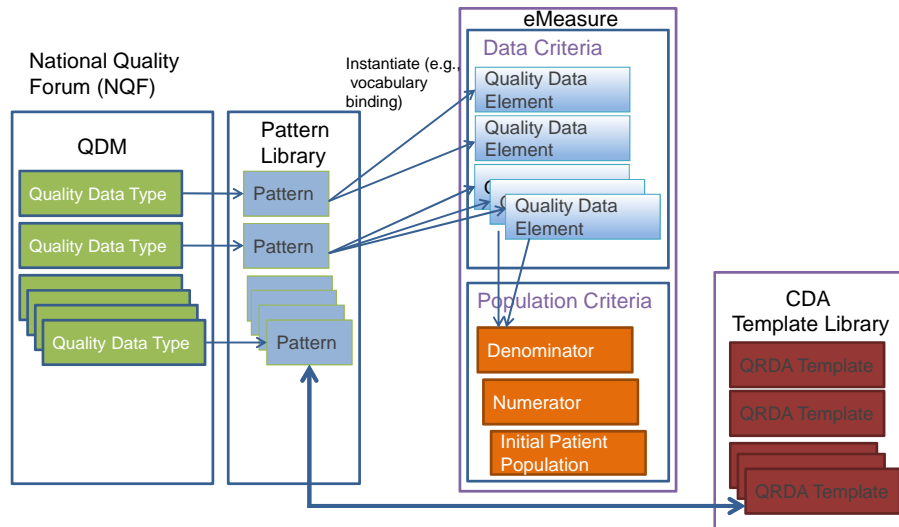 eMeasure
National Quality
Forum (NQF)
QDM
Quality Data Type
Quality Data Type
Quality Data Type
Pattern
Library
Pattern
Pattern
Pattern
Instantiate (e.g.,
vocabulary
binding)
Data Criteria
Quality Data
Element
Quality Data
Element
Quality Data
Element
Population Criteria
Denominator
Numerator
Initial Patient
Population
CDA
Template Library
QRDA Template
QRDA Template
QRDA Template